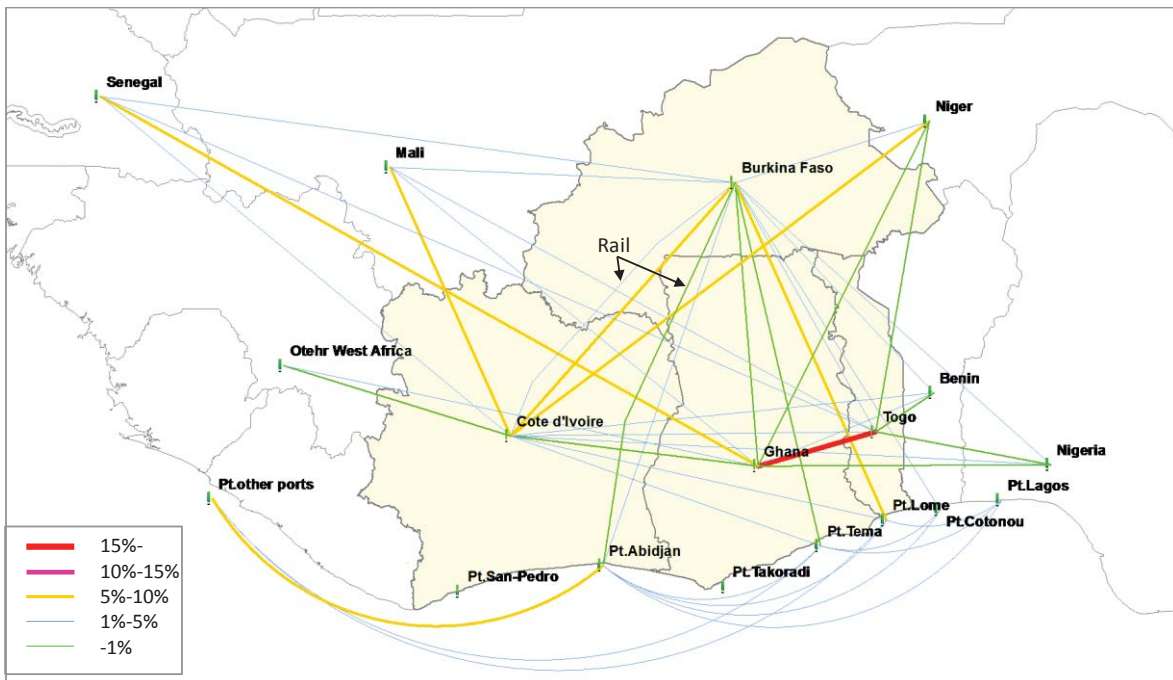 Senegal
Niger
Mali
Burkina Faso
Rail
Otehr West Africa
Benin
Cote d'Ivoire
Togo
Ghana
Nigeria
Pt.other ports
Pt.Lagos
Pt.Lome
Pt.Cotonou
Pt.Tema
Pt.Abidjan
Pt.San-Pedro
Pt.Takoradi
15%-
10%-15%
5%-10%
1%-5%
-1%